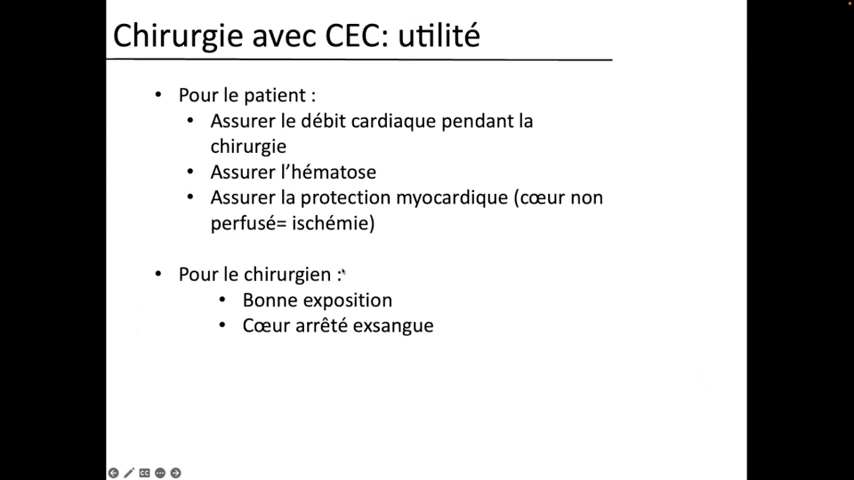 Chirurgie avec CEC: utilité
• Pour le patient :
• Assurer le débit cardiaque pendant la
chirurgie
• Assurer l’hématose
• Assurer la protection myocardique (cœur non
perfusé= ischémie)
• Pour le chirurgien :
• Bonne exposition
• Cœur arrêté exsangue
CC